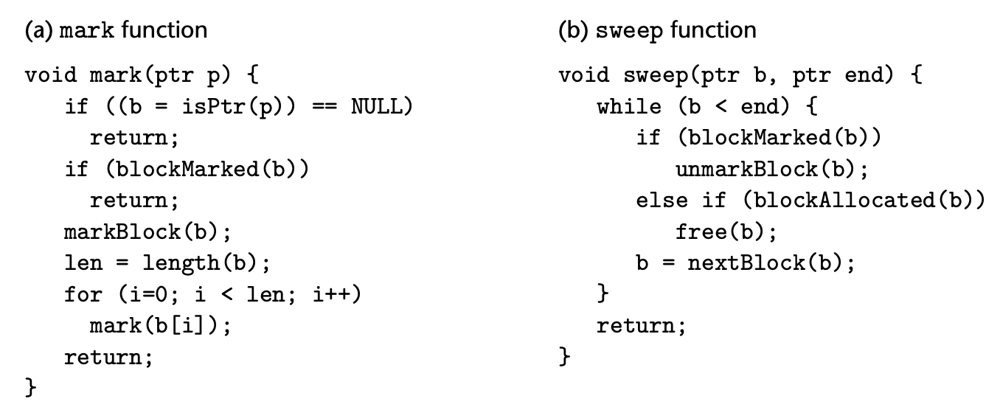 (a) mark function
void mark(ptr p) {
   if ((b = isPtr(p)) == NULL)
     return;
   if (blockMarked(b))
     return;
   markBlock(b);
   len = length(b);
   for (i=0; i < len; i++)
     mark(b[i]);
   return;
}
(b) sweep function
void sweep(ptr b, ptr end) {
   while (b < end) {
      if (blockMarked(b))
         unmarkBlock(b);
      else if (blockAllocated(b))
         free(b);
      b = nextBlock(b);
   }
   return;
}